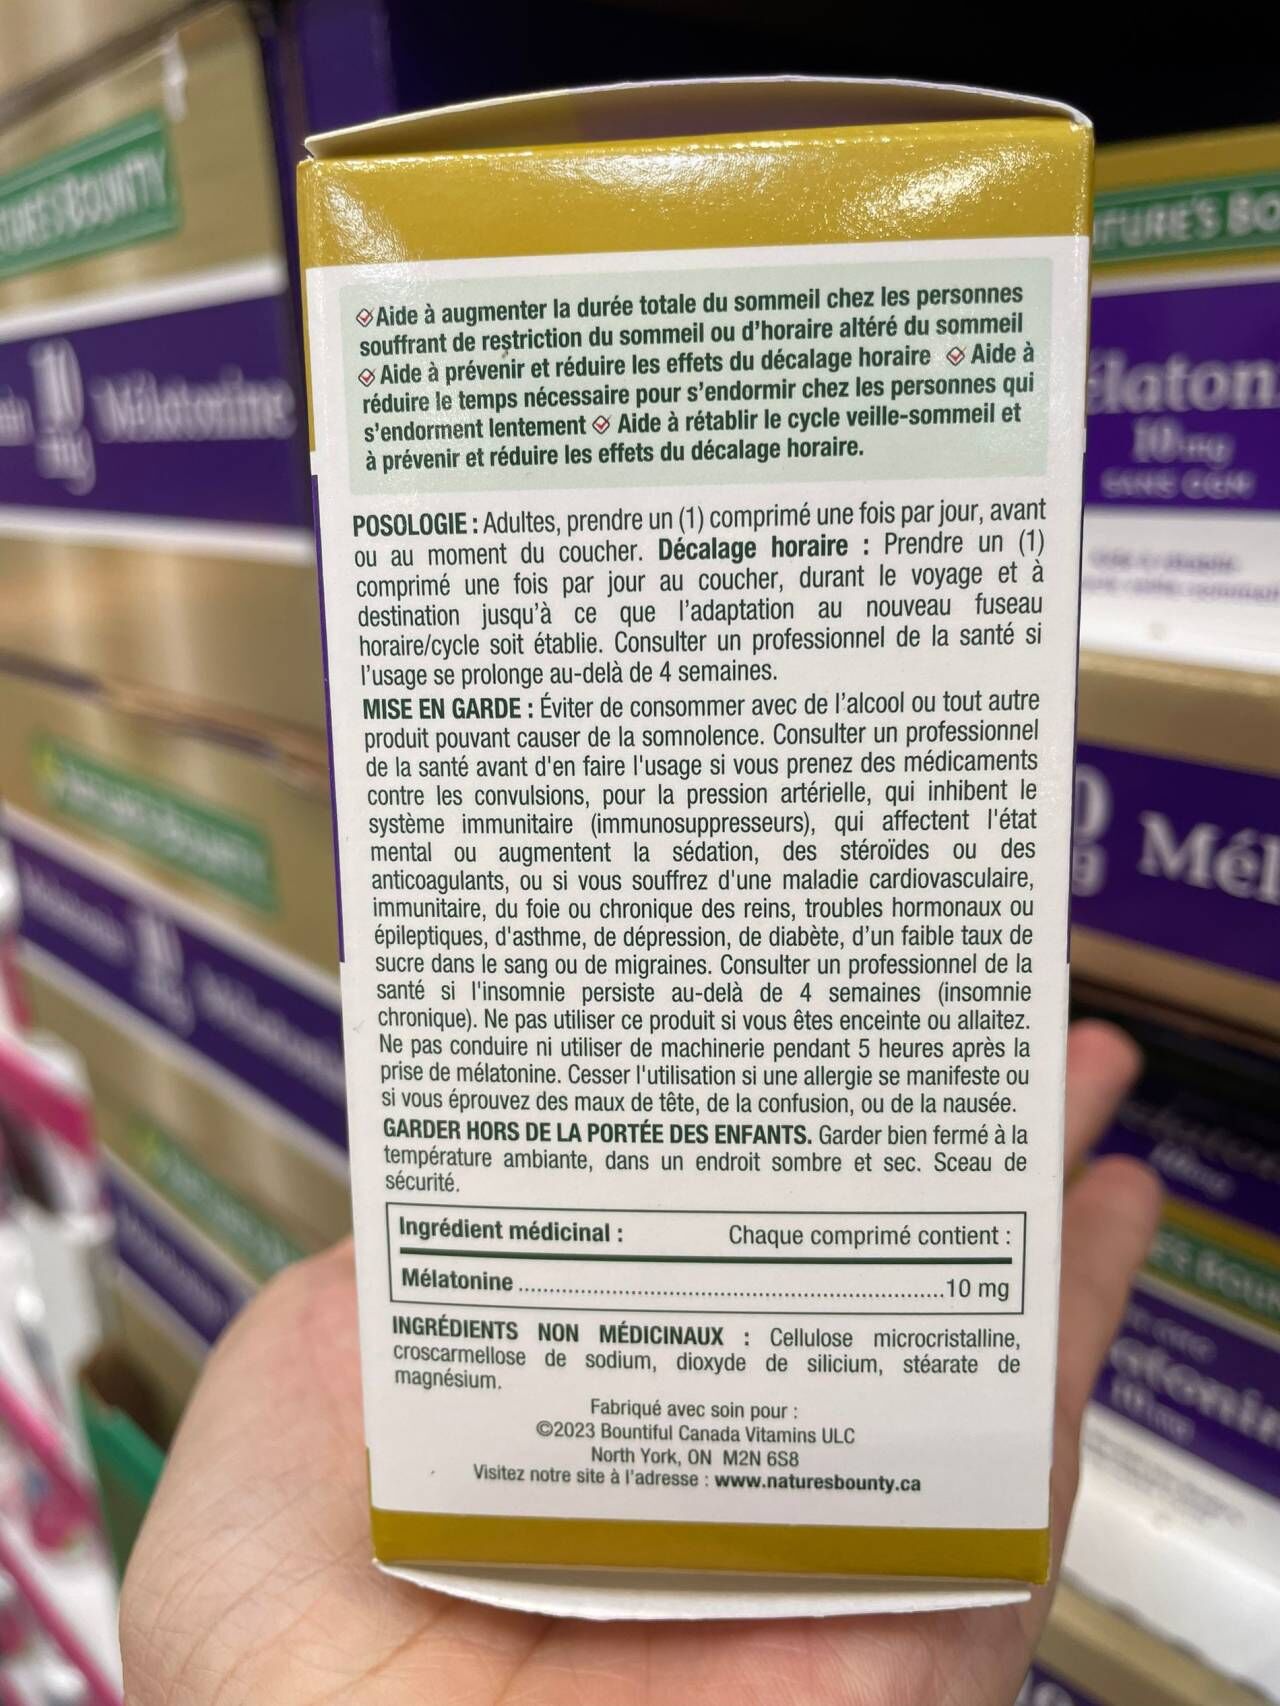 Aide à augmenter la durée totale du sommeil chez les personnes
souffrant de restriction du sommeil ou d'horaire altéré du sommeil
Aide à prévenir et réduire les effets du décalage horaire Aide à
réduire le temps nécessaire pour s'endormir chez les personnes qui
s'endorment lentement Aide à rétablir le cycle veille-sommeil et
à prévenir et réduire les effets du décalage horaire.
POSOLOGIE : Adultes, prendre un (1) comprimé une fois par jour, avant
ou au moment du coucher. Décalage horaire : Prendre un (1)
comprimé une fois par jour au coucher, durant le voyage et à
destination jusqu'à ce que l'adaptation au nouveau fuseau
horaire/cycle soit établie. Consulter un professionnel de la santé si
l'usage se prolonge au-delà de 4 semaines.
MISE EN GARDE : Éviter de consommer avec de l'alcool ou tout autre
produit pouvant causer de la somnolence. Consulter un professionnel
de la santé avant d'en faire l'usage si vous prenez des médicaments
contre les convulsions, pour la pression artérielle, qui inhibent le
système immunitaire (immunosuppresseurs), qui affectent l'état
mental ou augmentent la sédation, des stéroïdes ou des
anticoagulants, ou si vous souffrez d'une maladie cardiovasculaire,
immunitaire, du foie ou chronique des reins, troubles hormonaux ou
épileptiques, d'asthme, de dépression, de diabète, d'un faible taux de
sucre dans le sang ou de migraines. Consulter un professionnel de la
santé si l'insomnie persiste au-delà de 4 semaines (insomnie
chronique). Ne pas utiliser ce produit si vous êtes enceinte ou allaitez.
Ne pas conduire ni utiliser de machinerie pendant 5 heures après la
prise de mélatonine. Cesser l'utilisation si une allergie se manifeste ou
si vous éprouvez des maux de tête, de la confusion, ou de la nausée.
GARDER HORS DE LA PORTÉE DES ENFANTS. Garder bien fermé à la
température ambiante, dans un endroit sombre et sec. Sceau de
sécurité.
Ingrédient médicinal : Chaque comprimé contient :
Mélatonine ........ 10 mg
INGRÉDIENTS NON MÉDICINAUX : Cellulose microcristalline,
croscarmellose de sodium, dioxyde de silicium, stéarate de
magnésium.
Fabriqué avec soin pour :
©2023 Bountiful Canada Vitamins ULC
North York, ON M2N 6S8
Visitez notre site à l'adresse : www.naturesbounty.ca
10
mg
Mélatonine
TURE'S BO
elaton
10 mg
SANS OGM
Mél